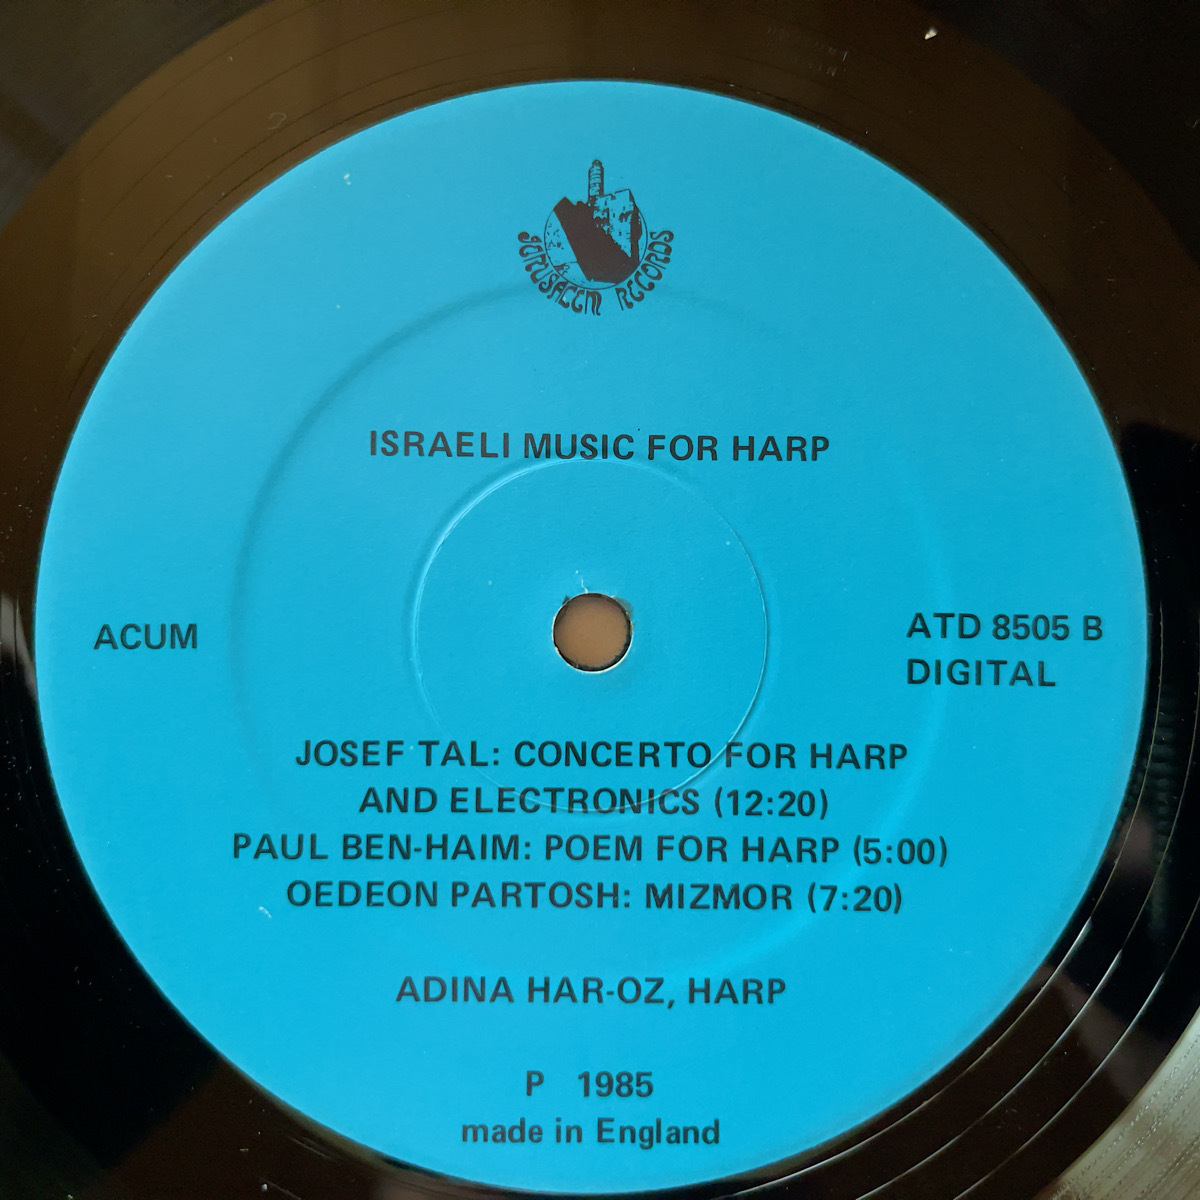 JERUSALEM RECORDS
ISRAELI MUSIC FOR HARP
ACUM
ATD 8505 B
DIGITAL
JOSEF TAL: CONCERTO FOR HARP
AND ELECTRONICS (12:20)
PAUL BEN-HAIM: POEM FOR HARP (5:00)
OEDEON PARTOSH: MIZMOR (7:20)
ADINA HAR-OZ, HARP
P 1985
made in England